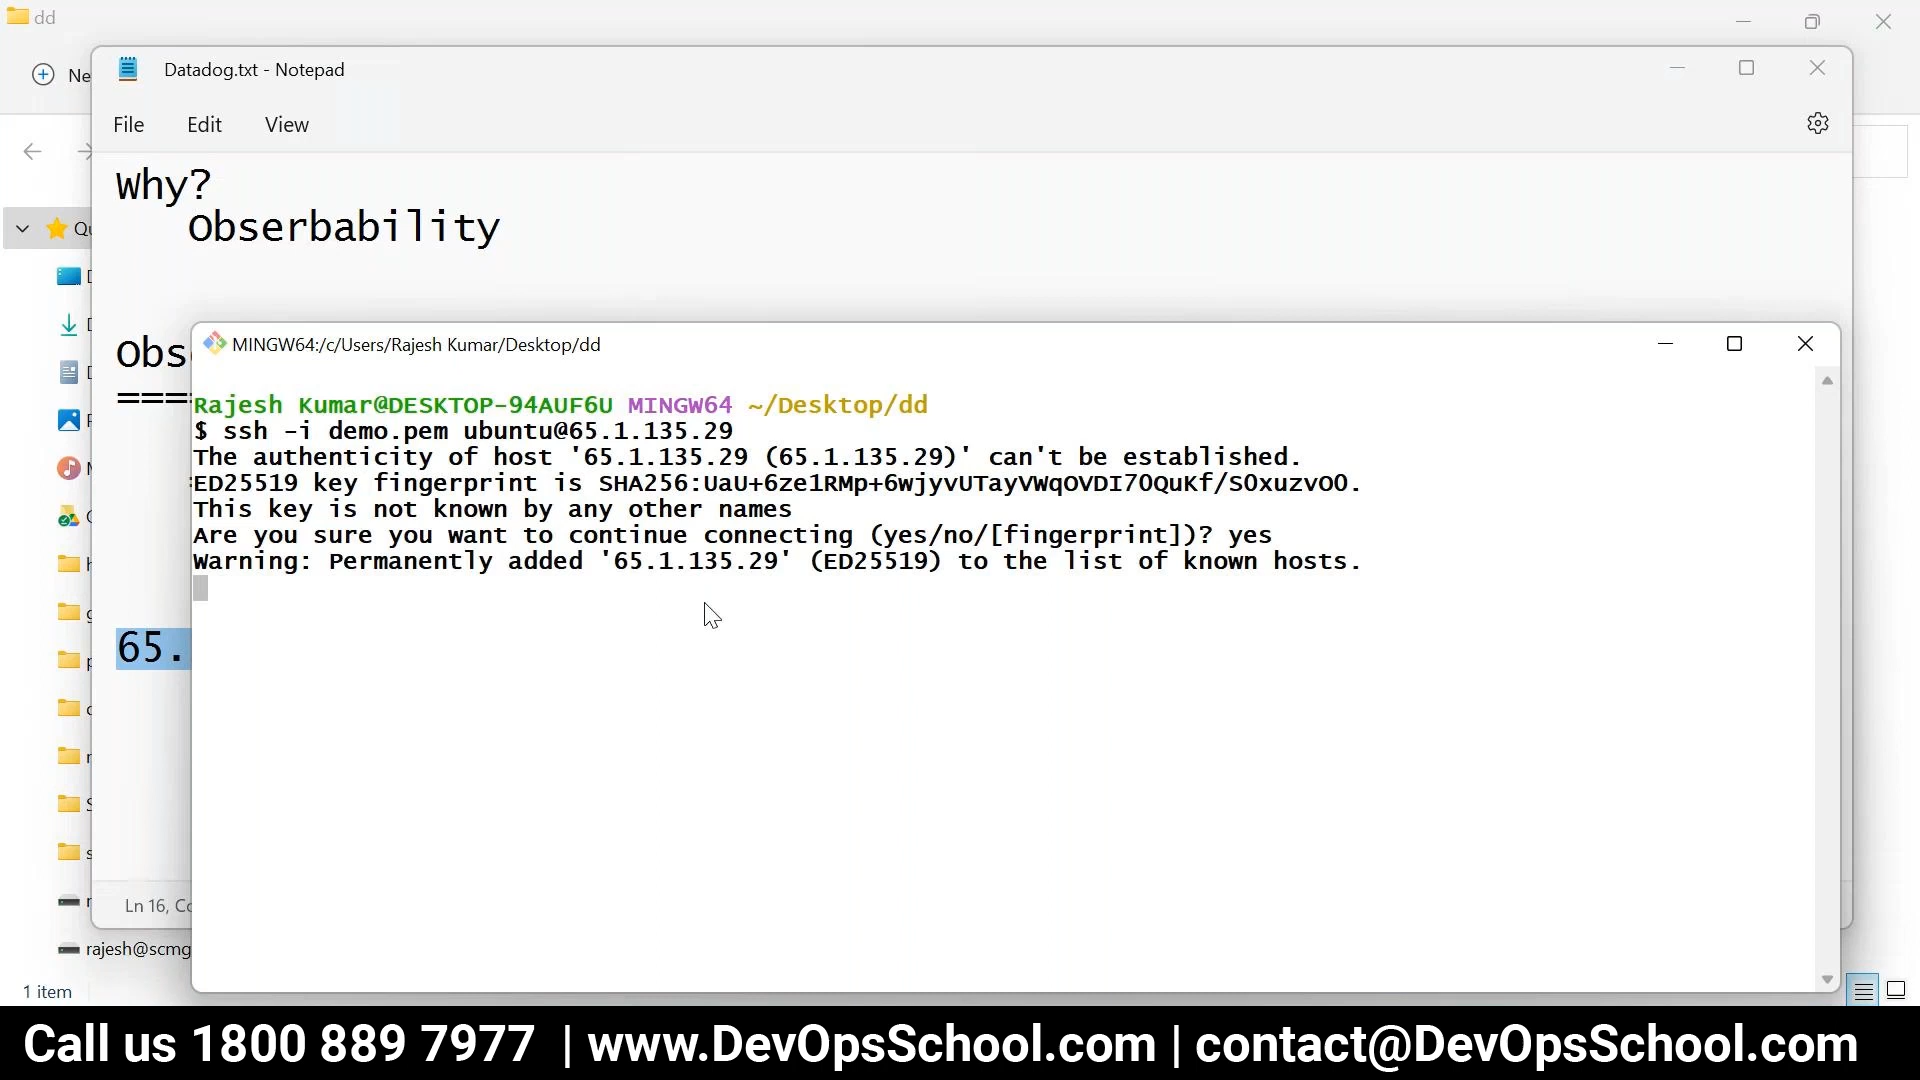 dd
Ne
Datadog.txt - Notepad
File Edit View
Why?
Obserbability
Obs
====
MINGW64:/c/Users/Rajesh Kumar/Desktop/dd
Rajesh Kumar@DESKTOP-94AUF6U MINGW64 ~/Desktop/dd
$ ssh -i demo.pem ubuntu@65.1.135.29
The authenticity of host '65.1.135.29 (65.1.135.29)' can't be established.
ED25519 key fingerprint is SHA256:UaU+6ze1RMp+6wjyvUTayVWqOVDI70QuKf/S0xuzvO0.
This key is not known by any other names
Are you sure you want to continue connecting (yes/no/[fingerprint])? yes
Warning: Permanently added '65.1.135.29' (ED25519) to the list of known hosts.
65.
Ln 16, Co
rajesh@scmg
1 item
Call us 1800 889 7977 | www.DevOpsSchool.com | contact@DevOpsSchool.com